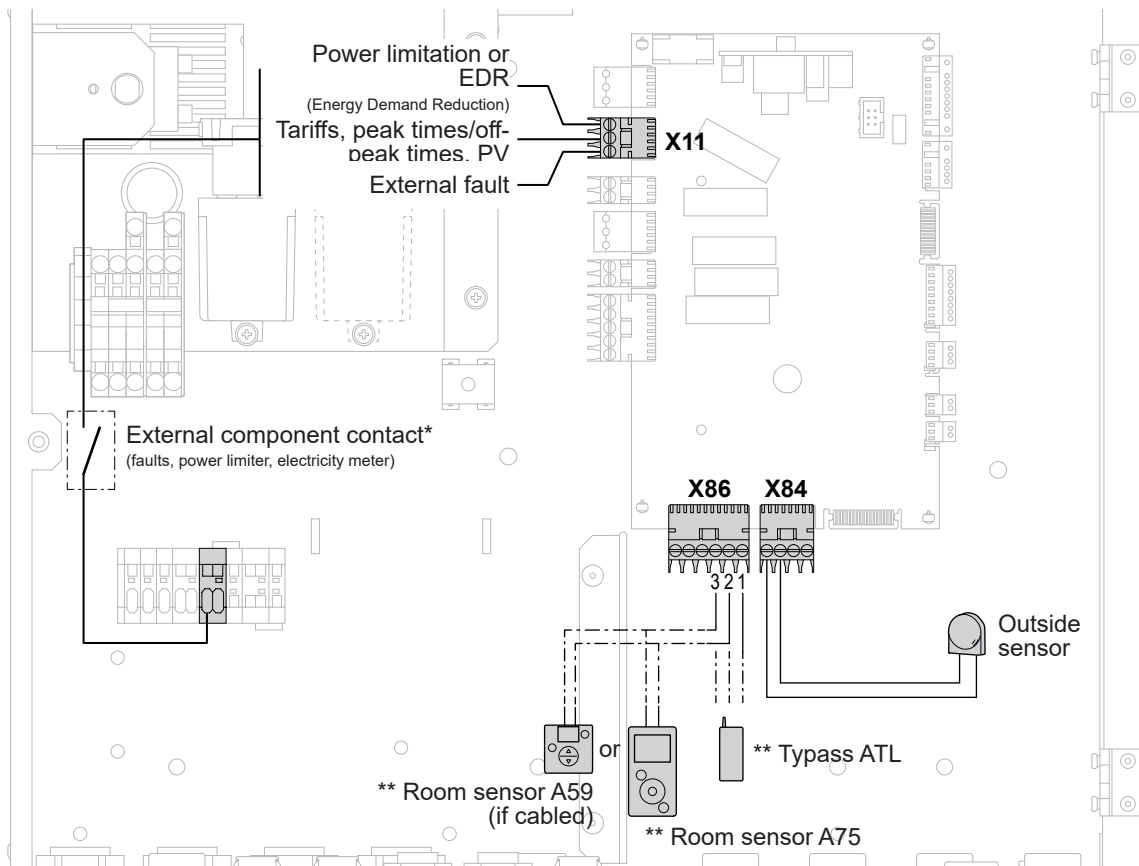 Power limitation or
EDR
(Energy Demand Reduction)
Tariffs, peak times/off-
peak times, PV
External fault
X11
External component contact*
(faults, power limiter, electricity meter)
X86 X84
3 2 1
Outside
sensor
or
** Typass ATL
** Room sensor A59
(if cabled)
** Room sensor A75